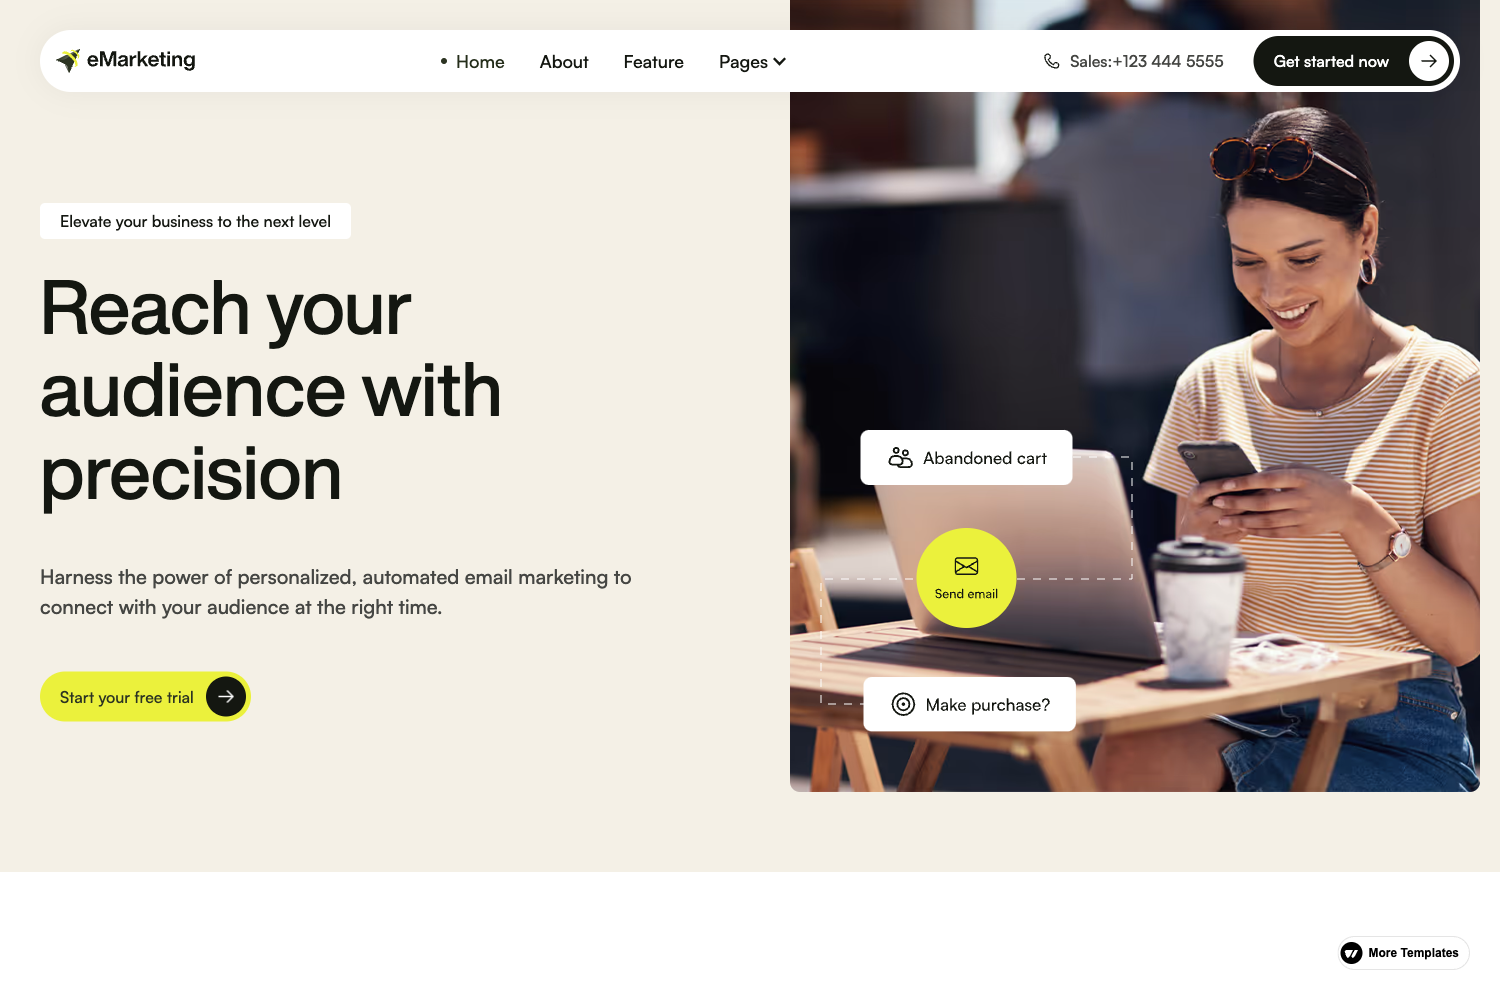 eMarketing
Home
About
Feature
Pages
Sales:+123 444 5555
Get started now
Elevate your business to the next level
Reach your
audience with
precision
Harness the power of personalized, automated email marketing to
connect with your audience at the right time.
Start your free trial
Abandoned cart
Send email
Make purchase?
More Templates